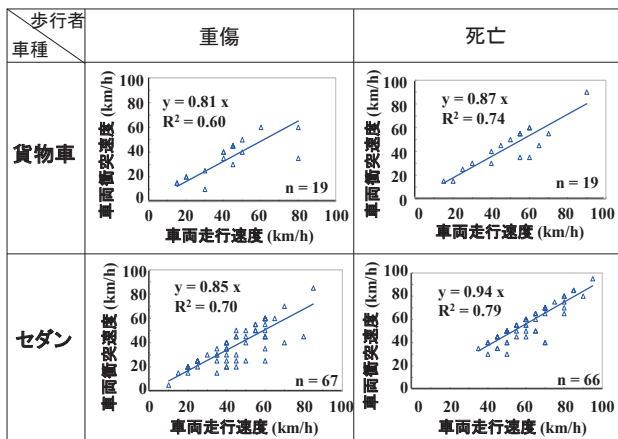 歩行者
車種
重傷
死亡
貨物車
車両衝突速度 (km/h)
100
80
60
40
20
0
y = 0.81 x
R² = 0.60
n = 19
0 20 40 60 80 100
車両走行速度 (km/h)
車両衝突速度 (km/h)
100
80
60
40
20
0
y = 0.87 x
R² = 0.74
n = 19
0 20 40 60 80 100
車両走行速度 (km/h)
セダン
車両衝突速度 (km/h)
100
80
60
40
20
0
y = 0.85 x
R² = 0.70
n = 67
0 20 40 60 80 100
車両走行速度 (km/h)
車両衝突速度 (km/h)
100
80
60
40
20
0
y = 0.94 x
R² = 0.79
n = 66
0 20 40 60 80 100
車両走行速度 (km/h)